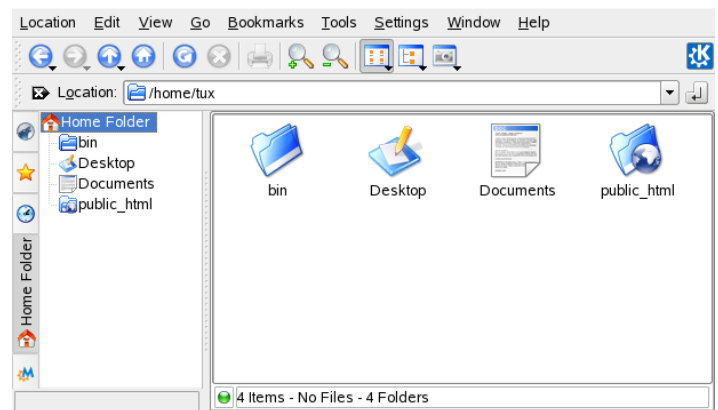 Location Edit View Go Bookmarks Tools Settings Window Help
Location: /home/tux
Home Folder
bin
Desktop
Documents
public_html
Home Folder
bin Desktop Documents public_html
4 Items - No Files - 4 Folders